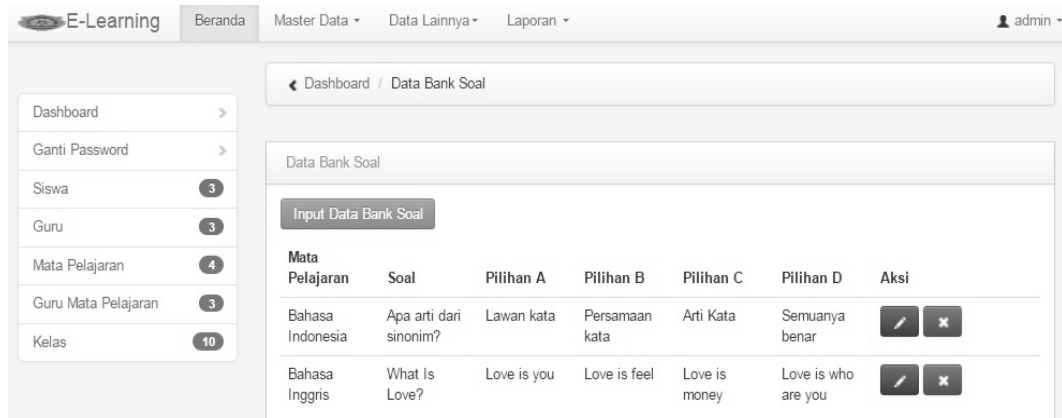 E-Learning Beranda Master Data Data Lainnya Laporan admin
Dashboard / Data Bank Soal
Dashboard
Ganti Password
Siswa 3
Guru 3
Mata Pelajaran 4
Guru Mata Pelajaran 3
Kelas 10
Data Bank Soal
Input Data Bank Soal
Mata
Pelajaran Soal Pilihan A Pilihan B Pilihan C Pilihan D Aksi
Bahasa Apa arti dari Lawan kata Persamaan Arti Kata Semuanya
Indonesia sinonim? kata benar
Bahasa What Is Love is you Love is feel Love is Love is who
Inggris Love? money are you